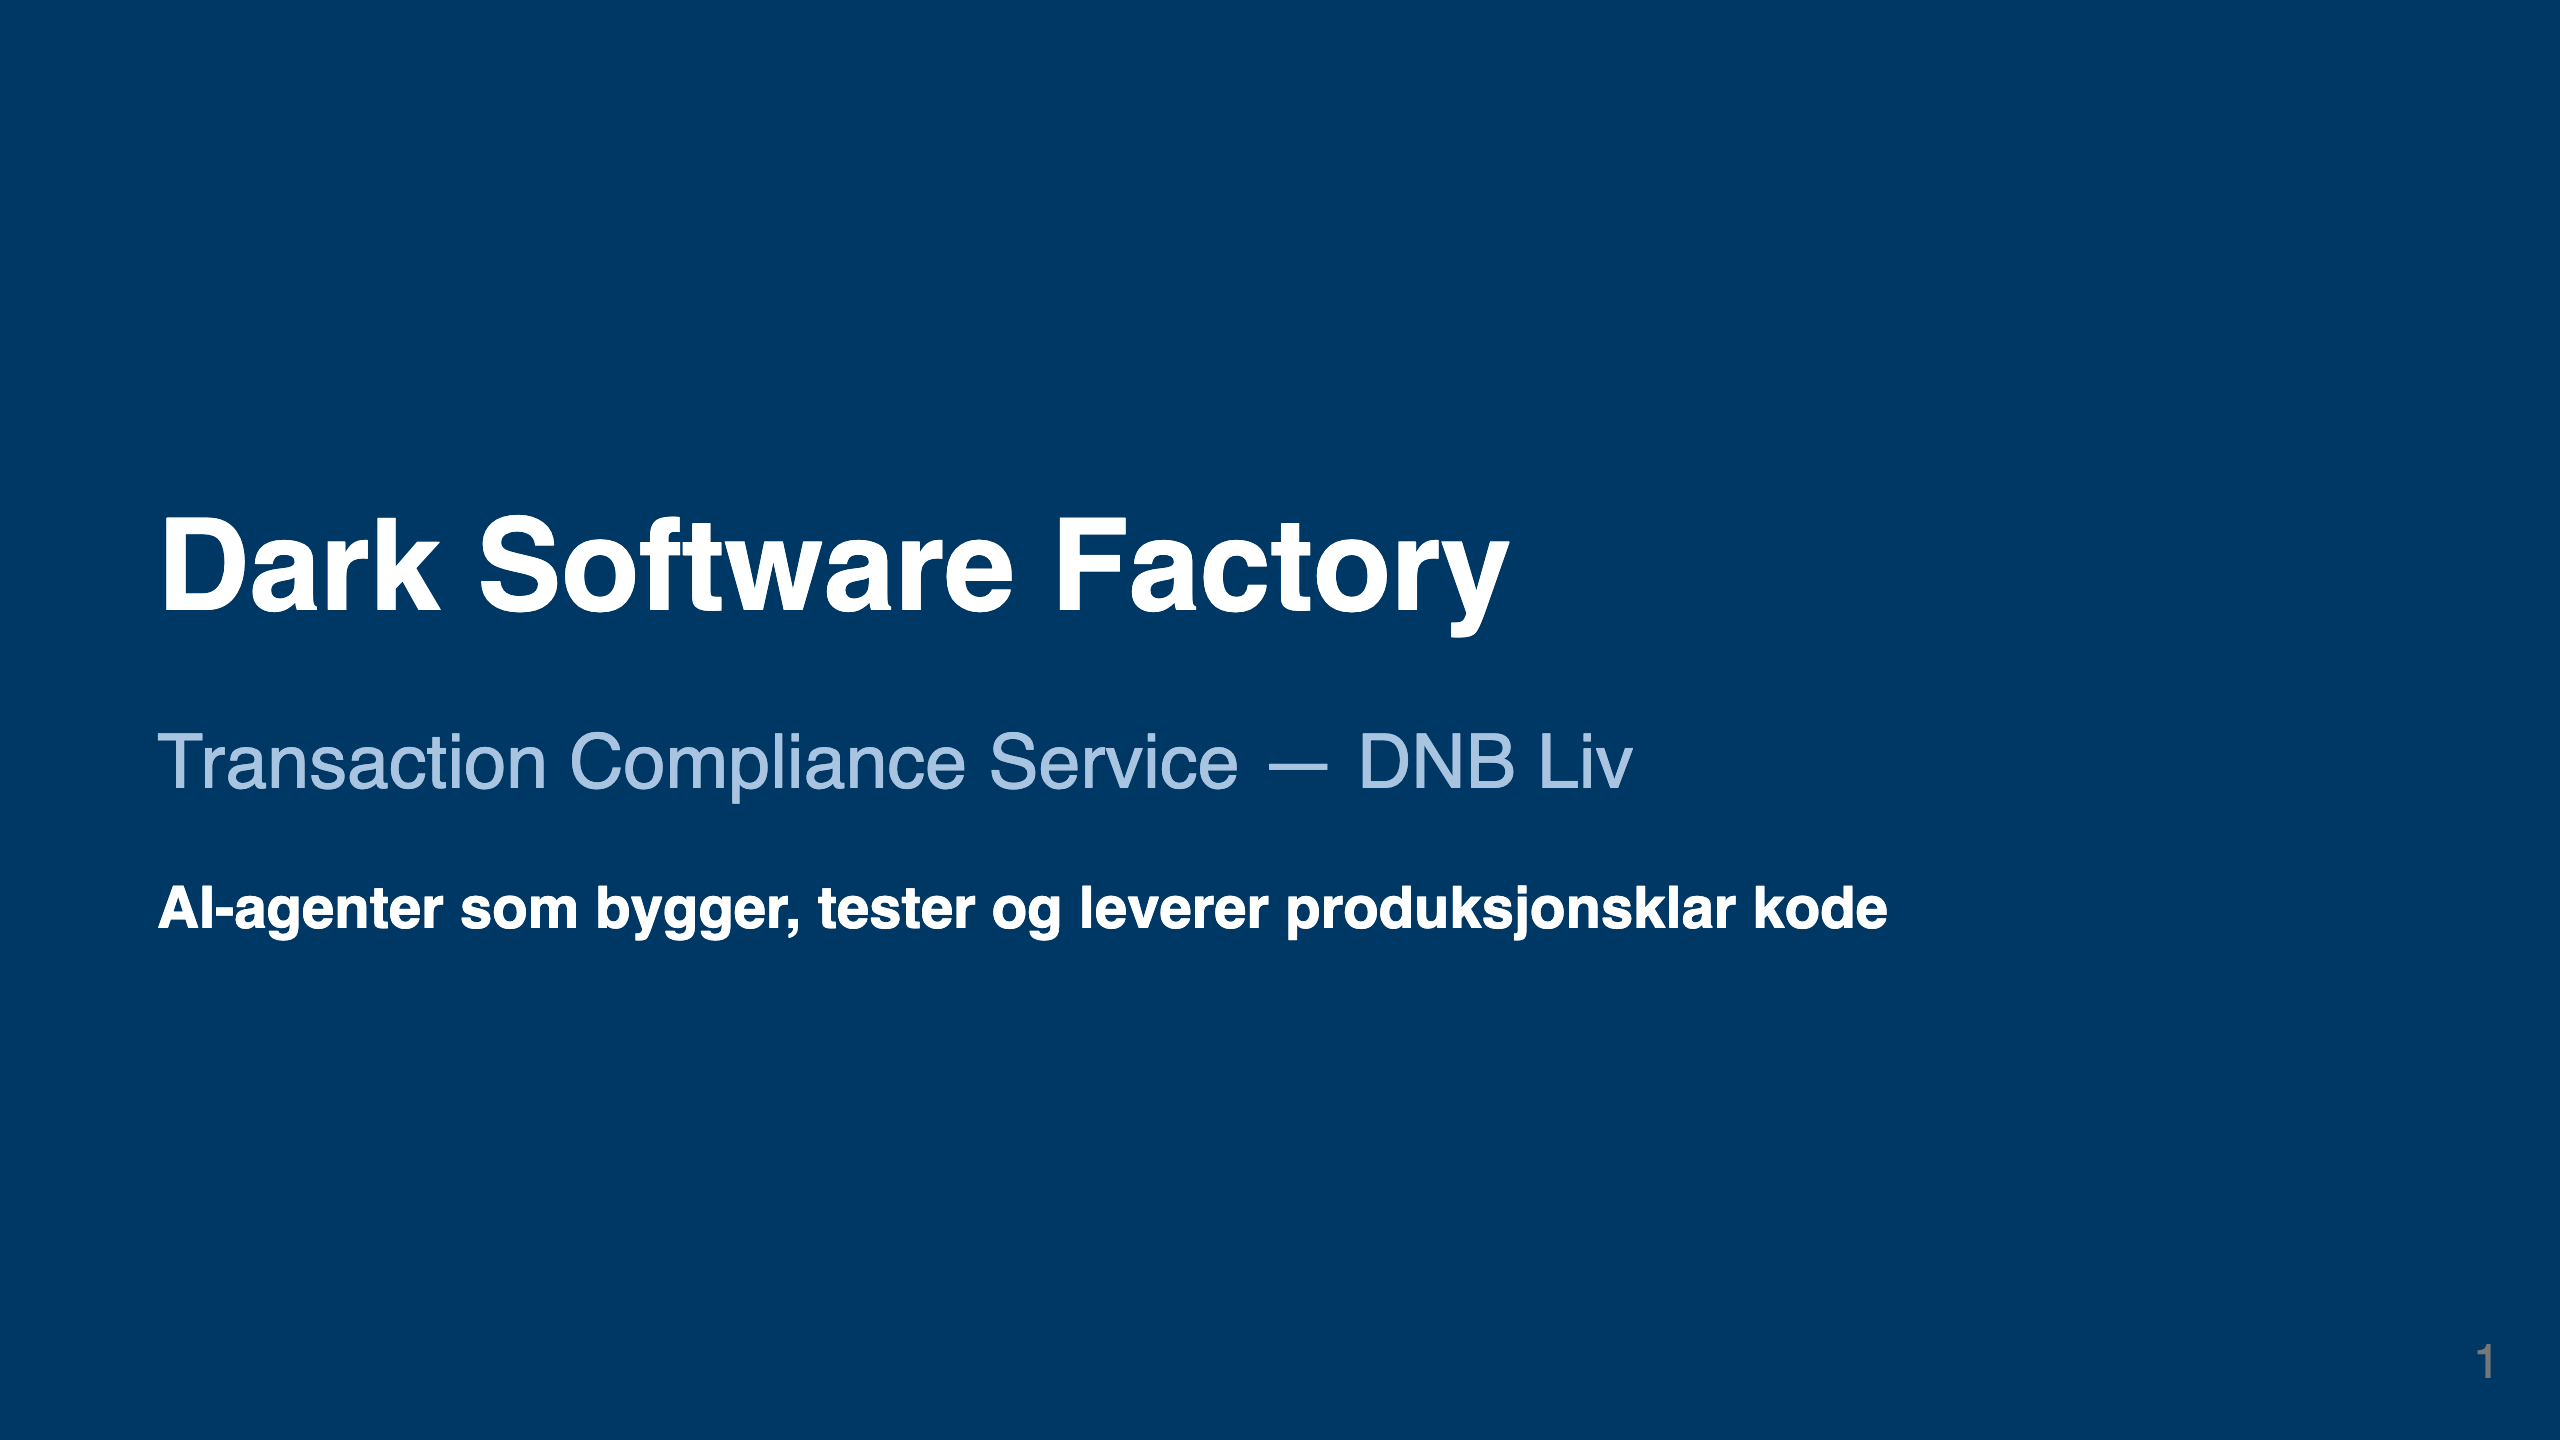 Dark Software Factory
Transaction Compliance Service — DNB Liv
AI-agenter som bygger, tester og leverer produksjonsklar kode
1